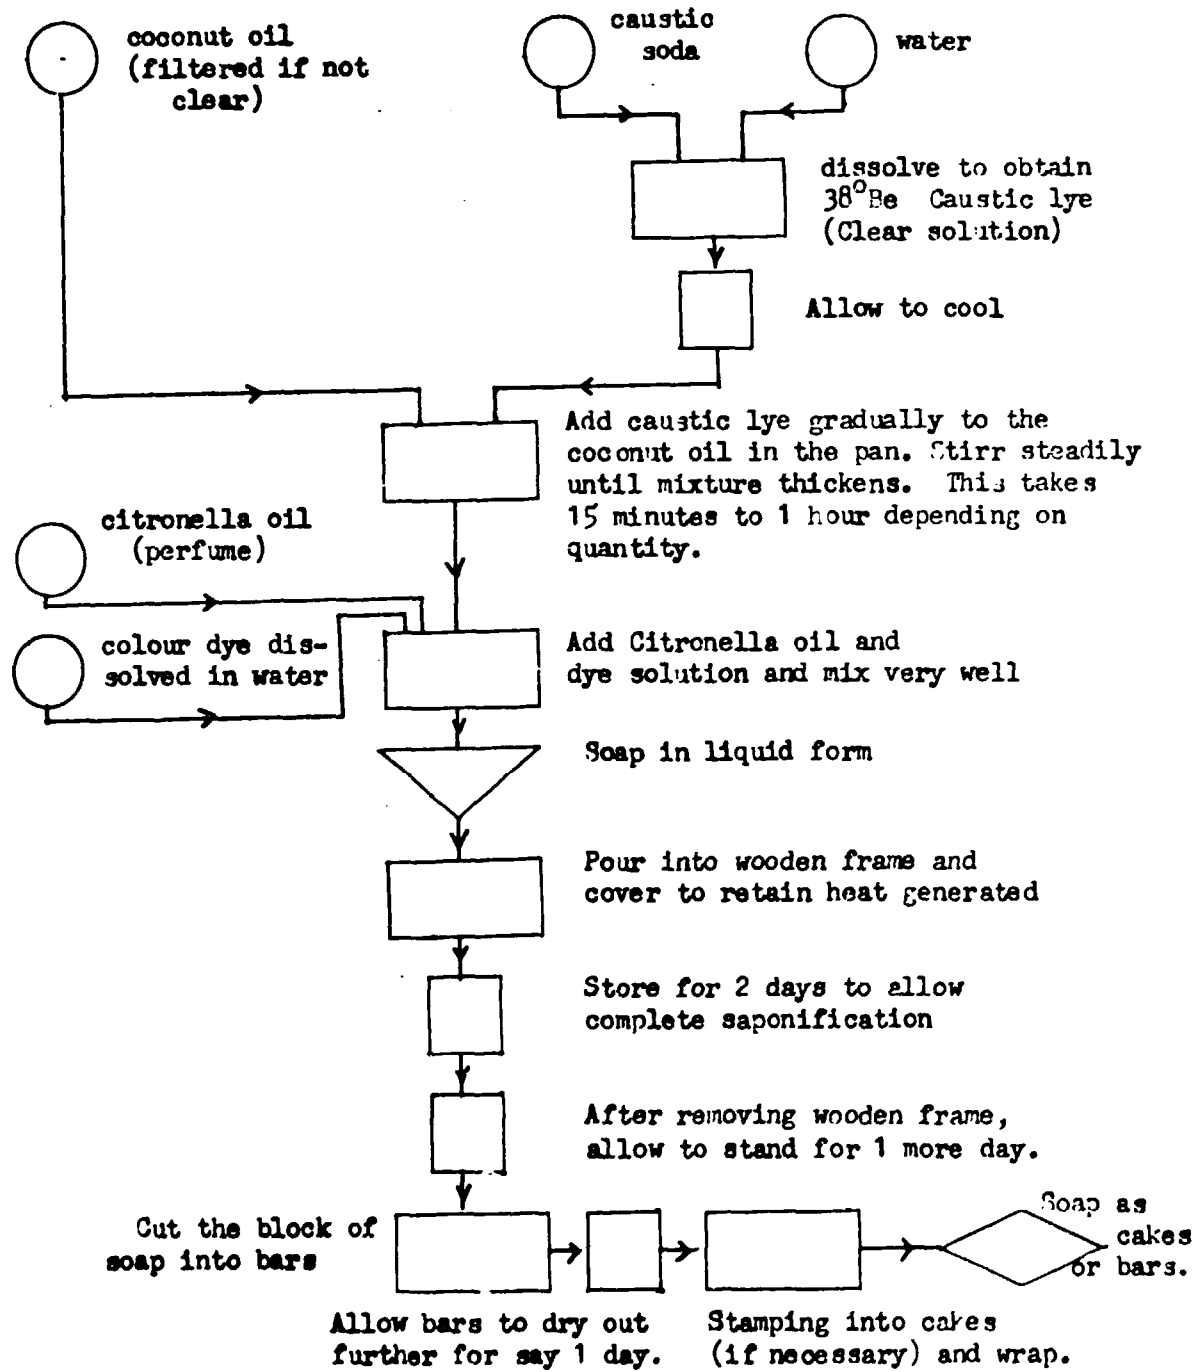 coconut oil
(filtered if not
clear)
caustic
soda
water
dissolve to obtain
38°Be Caustic lye
(Clear solution)
Allow to cool
Add caustic lye gradually to the
coconut oil in the pan. Stirr steadily
until mixture thickens. This takes
15 minutes to 1 hour depending on
quantity.
citronella oil
(perfume)
colour dye dis-
solved in water
Add Citronella oil and
dye solution and mix very well
Soap in liquid form
Pour into wooden frame and
cover to retain heat generated
Store for 2 days to allow
complete saponification
After removing wooden frame,
allow to stand for 1 more day.
Cut the block of
soap into bars
Allow bars to dry out
further for say 1 day.
Stamping into cakes
(if necessary) and wrap.
Soap as
cakes
or bars.